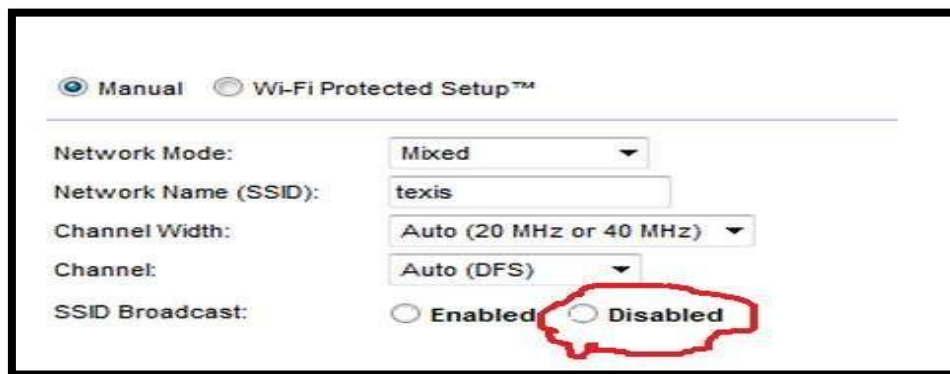 Manual Wi-Fi Protected Setup™
Network Mode: Mixed
Network Name (SSID): texis
Channel Width: Auto (20 MHz or 40 MHz)
Channel: Auto (DFS)
SSID Broadcast: Enabled Disabled